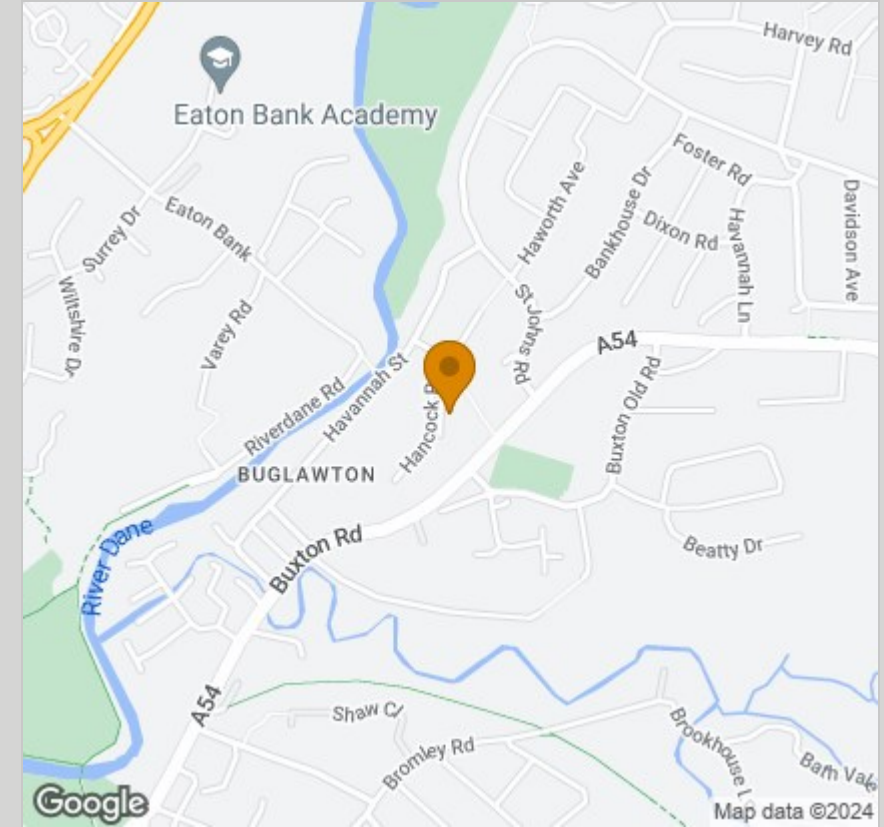 Harvey Rd
Eaton Bank Academy
Foster Rd
Haworth Ave
Bankhouse Dr
Davidson Ave
Surrey Dr
Eaton Bank
Dixon Rd
Havannah Ln
Wiltshire Dr
Varey Rd
St Johns Rd
A54
Havannah St
Riverdane Rd
Hancock
Buxton Old Rd
BUGLAWTON
River Dane
Buxton Rd
Beatty Dr
A54
Shaw Cl
Bromley Rd
Brookhouse L
Bath Vale
Google
Map data ©2024